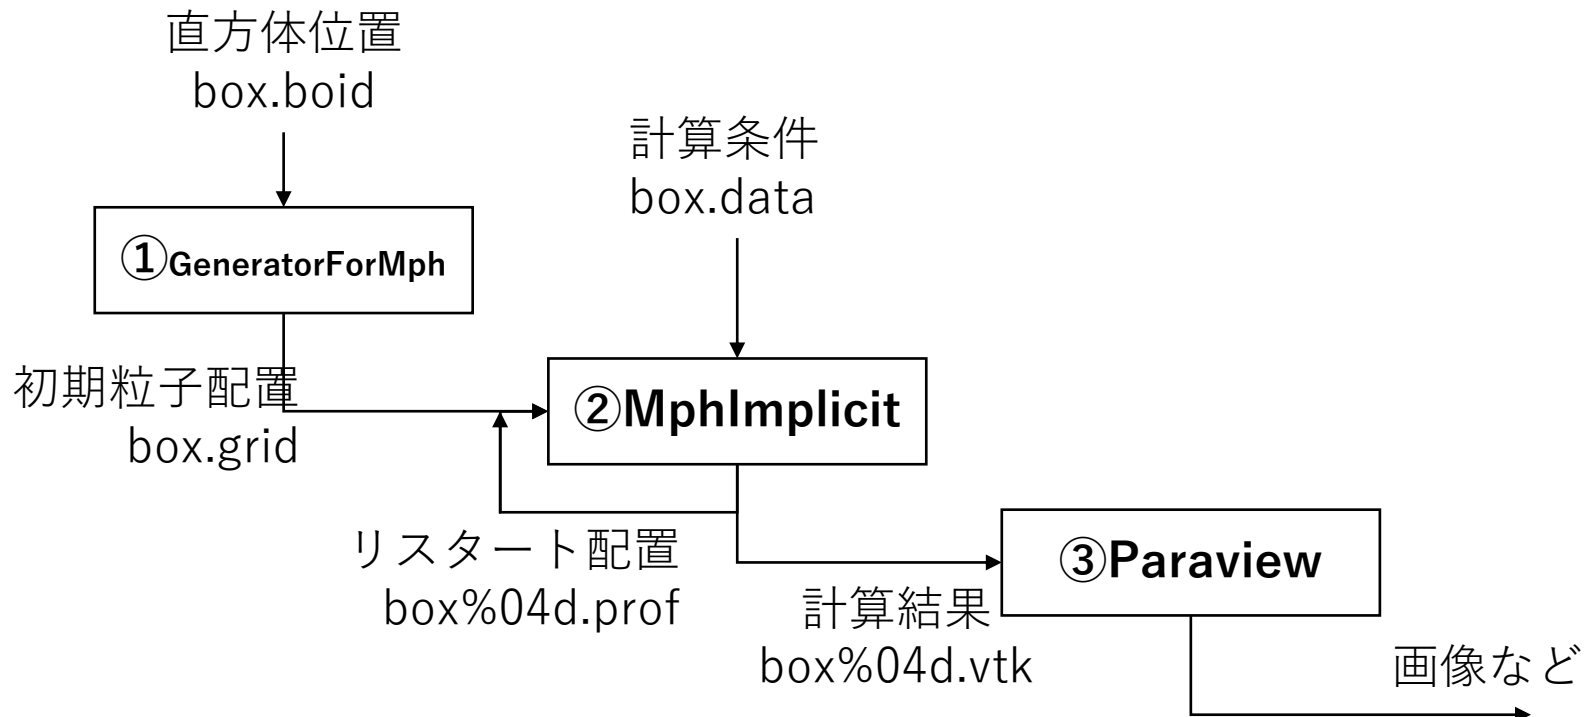 直方体位置
box.boid
計算条件
box.data
①GeneratorForMph
初期粒子配置
box.grid
②MphImplicit
リスタート配置
box%04d.prof
③Paraview
計算結果
box%04d.vtk
画像など